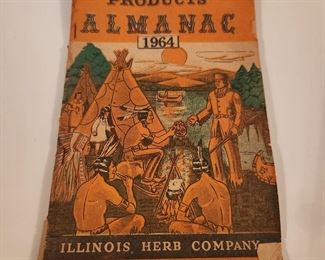 PRODUCTS
ALMANAC
1964
ILLINOIS HERB COMPANY